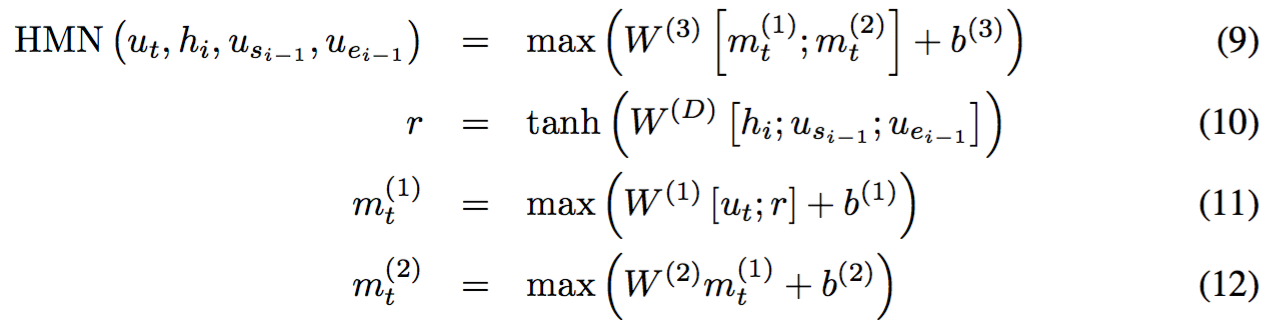 HMN (u_t, h_i, u_{s_{i−1}}, u_{e_{i−1}}) = max (W^{(3)} [m_t^{(1)}; m_t^{(2)}] + b^{(3)}) (9)
r = tanh (W^{(D)} [h_i; u_{s_{i−1}}; u_{e_{i−1}}]) (10)
m_t^{(1)} = max (W^{(1)} [u_t; r] + b^{(1)}) (11)
m_t^{(2)} = max (W^{(2)} m_t^{(1)} + b^{(2)}) (12)